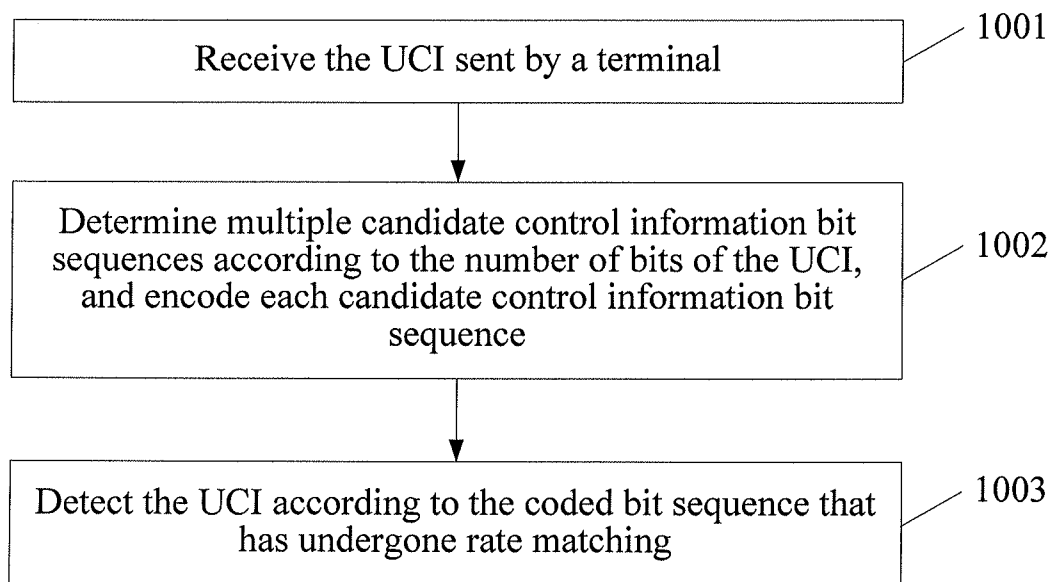 Receive the UCI sent by a terminal
1001
Determine multiple candidate control information bit
sequences according to the number of bits of the UCI,
and encode each candidate control information bit
sequence
1002
Detect the UCI according to the coded bit sequence that
has undergone rate matching
1003